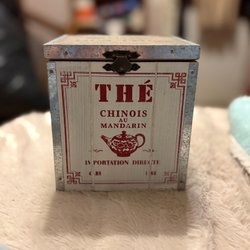 THÉ
CHINOIS
AU
MANDARIN
IMPORTATION DIRECTE